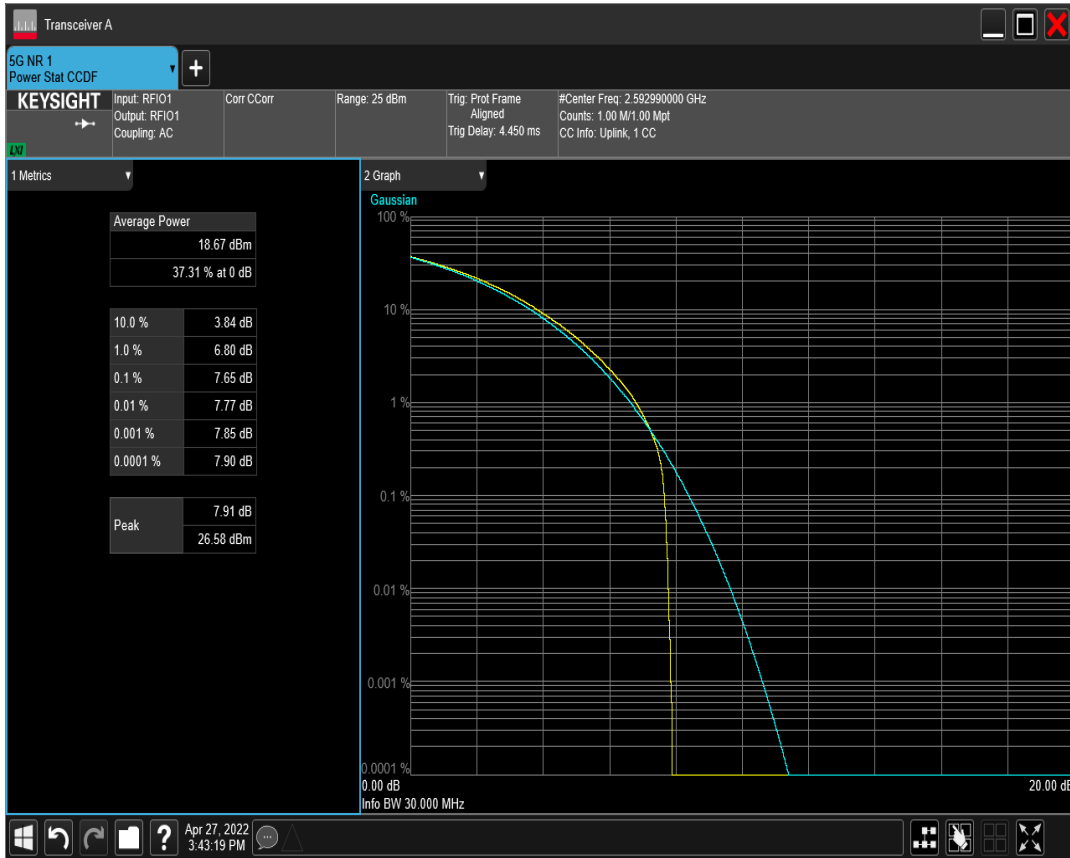 Transceiver A
5G NR 1
Power Stat CCDF
KEYSIGHT
LXI
Input: RFIO1
Output: RFIO1
Coupling: AC
Corr CCorr
Range: 25 dBm
Trig: Prot Frame
Aligned
Trig Delay: 4.450 ms
#Center Freq: 2.592990000 GHz
Counts: 1.00 M/1.00 Mpt
CC Info: Uplink, 1 CC
1 Metrics
Average Power
18.67 dBm
37.31 % at 0 dB
10.0 % 3.84 dB
1.0 % 6.80 dB
0.1 % 7.65 dB
0.01 % 7.77 dB
0.001 % 7.85 dB
0.0001 % 7.90 dB
Peak 7.91 dB
26.58 dBm
2 Graph
Gaussian
100 %
10 %
1 %
0.1 %
0.01 %
0.001 %
0.0001 %
0.00 dB 20.00 dB
Info BW 30.000 MHz
Apr 27, 2022
3:43:19 PM